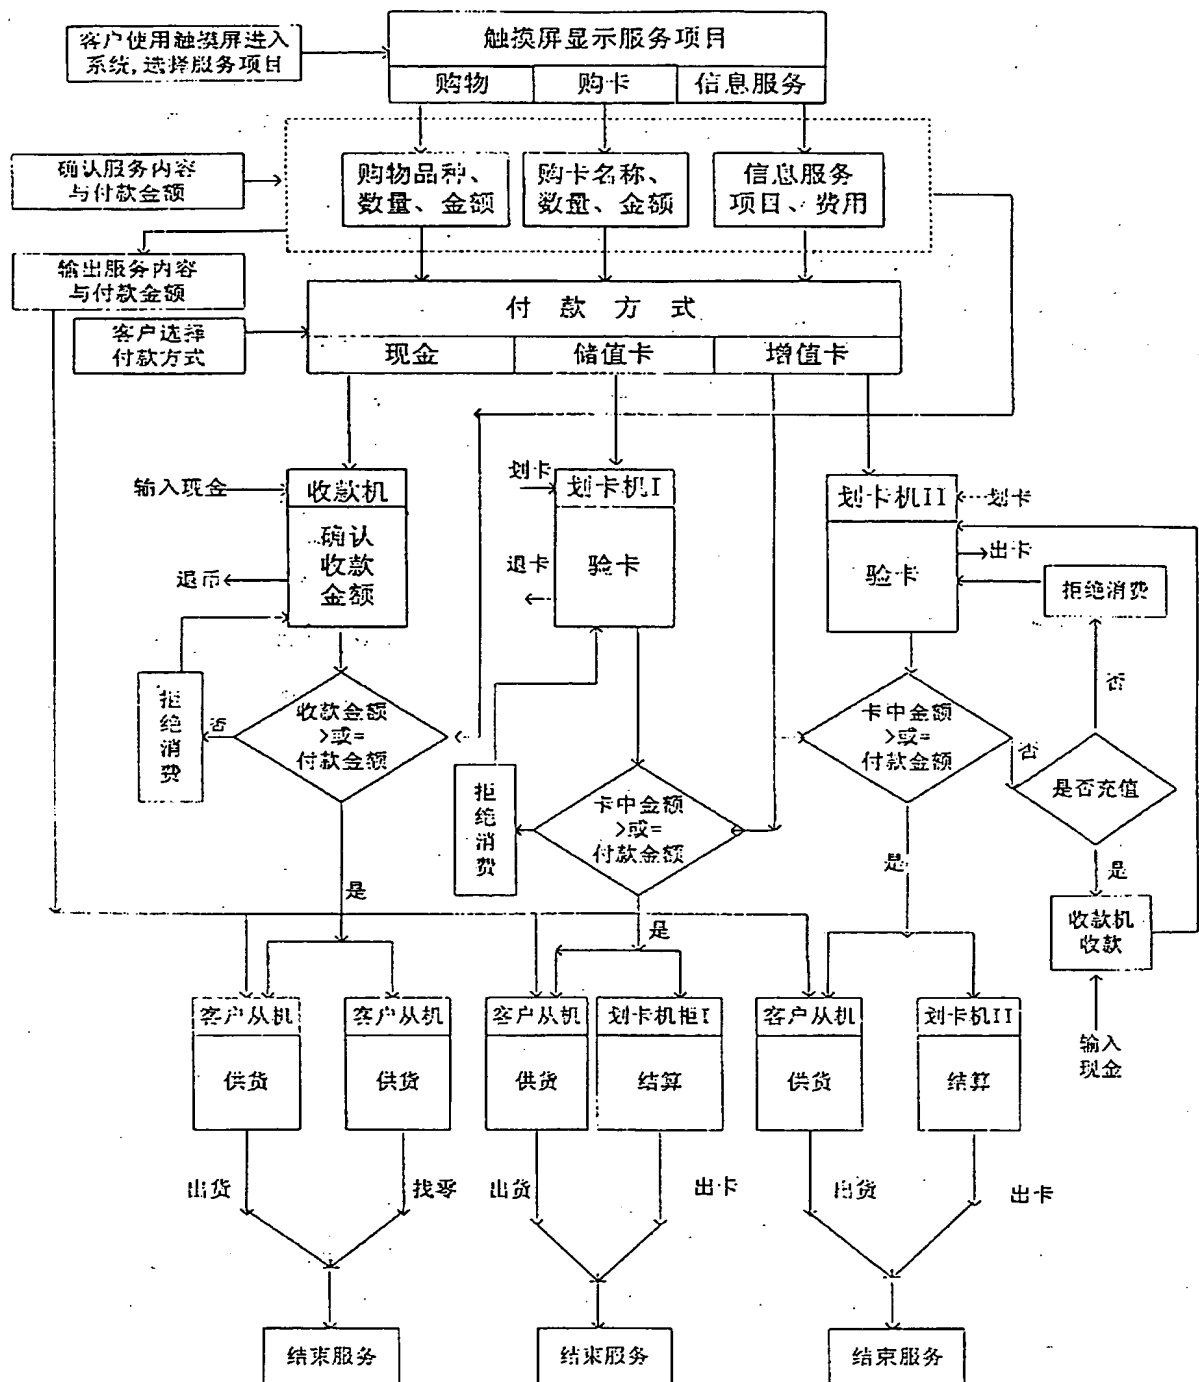 客户使用触摸屏进入
系统,选择服务项目
触摸屏显示服务项目
购物
购卡
信息服务
确认服务内容
与付款金额
购物品种、
数量、金额
购卡名称、
数量、金额
信息服务
项目、费用
输出服务内容
与付款金额
客户选择
付款方式
付 款 方 式
现金
储值卡
增值卡
输入现金
收款机
确认
收款
金额
退币
划卡
划卡机I
验卡
退卡
划卡机II
划卡
验卡
出卡
拒绝消费
拒
绝
消
费
否
收款金额
>或=
付款金额
拒
绝
消
费
卡中金额
>或=
付款金额
卡中金额
>或=
付款金额
否
否
是否充值
是
是
是
是
收款机
收款
输入
现金
客户从机
供货
客户从机
供货
客户从机
供货
划卡机柜I
结算
客户从机
供货
划卡机II
结算
出货
找零
出货
出卡
出货
出卡
结束服务
结束服务
结束服务